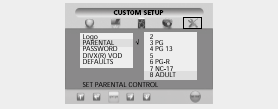 CUSTOM SETUP
Logo
PARENTAL
PASSWORD
DIVX(R) VOD
DEFAULTS
√
2
3 PG
4 PG 13
5
6 PG-R
7 NC-17
8 ADULT
SET PARENTAL CONTROL